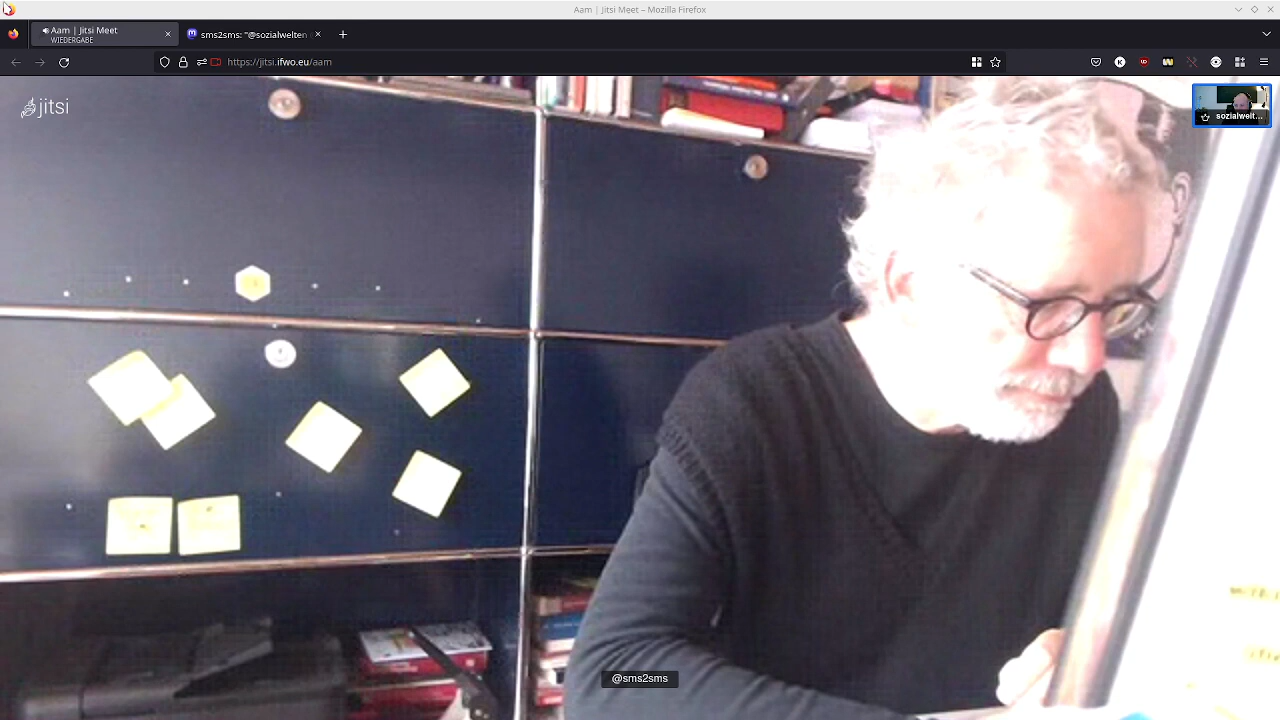 Aam | Jitsi Meet — Mozilla Firefox
Aam | Jitsi Meet
WIEDERGABE
sms2sms: "@sozialwelten
https://jitsi.ifwo.eu/aam
jitsi
sozialwelt...
@sms2sms